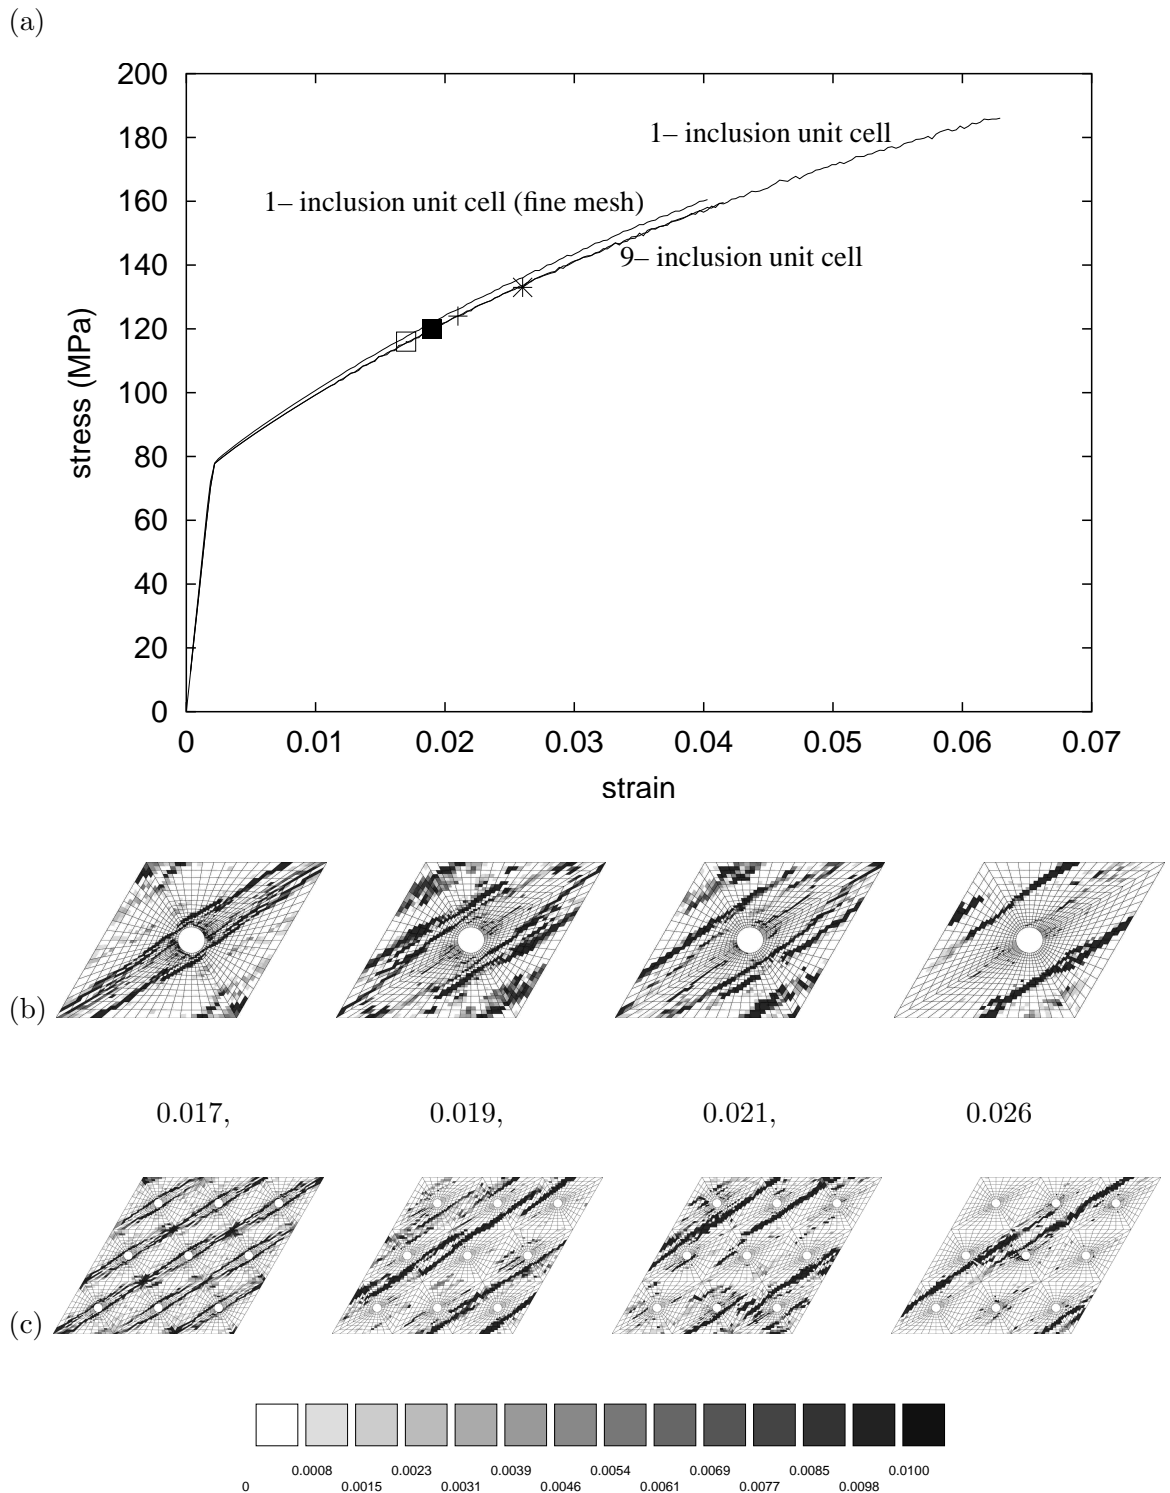 (a)
200
180
160
140
120
100
80
60
40
20
0
stress (MPa)
1– inclusion unit cell
1– inclusion unit cell (fine mesh)
9– inclusion unit cell
0 0.01 0.02 0.03 0.04 0.05 0.06 0.07
strain
(b)
0.017, 0.019, 0.021, 0.026
(c)
0.0008 0.0023 0.0039 0.0054 0.0069 0.0085 0.0100
0 0.0015 0.0031 0.0046 0.0061 0.0077 0.0098